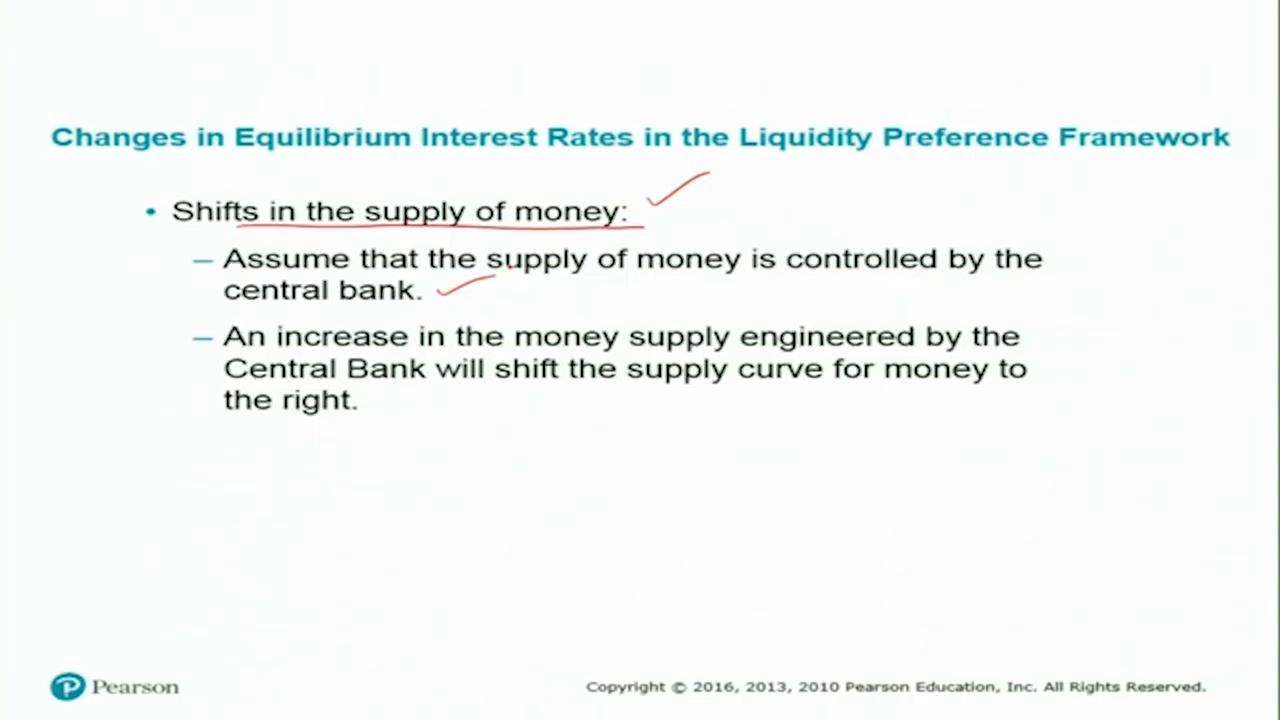 Changes in Equilibrium Interest Rates in the Liquidity Preference Framework
• Shifts in the supply of money:
– Assume that the supply of money is controlled by the
central bank.
– An increase in the money supply engineered by the
Central Bank will shift the supply curve for money to
the right.
Pearson
Copyright © 2016, 2013, 2010 Pearson Education, Inc. All Rights Reserved.